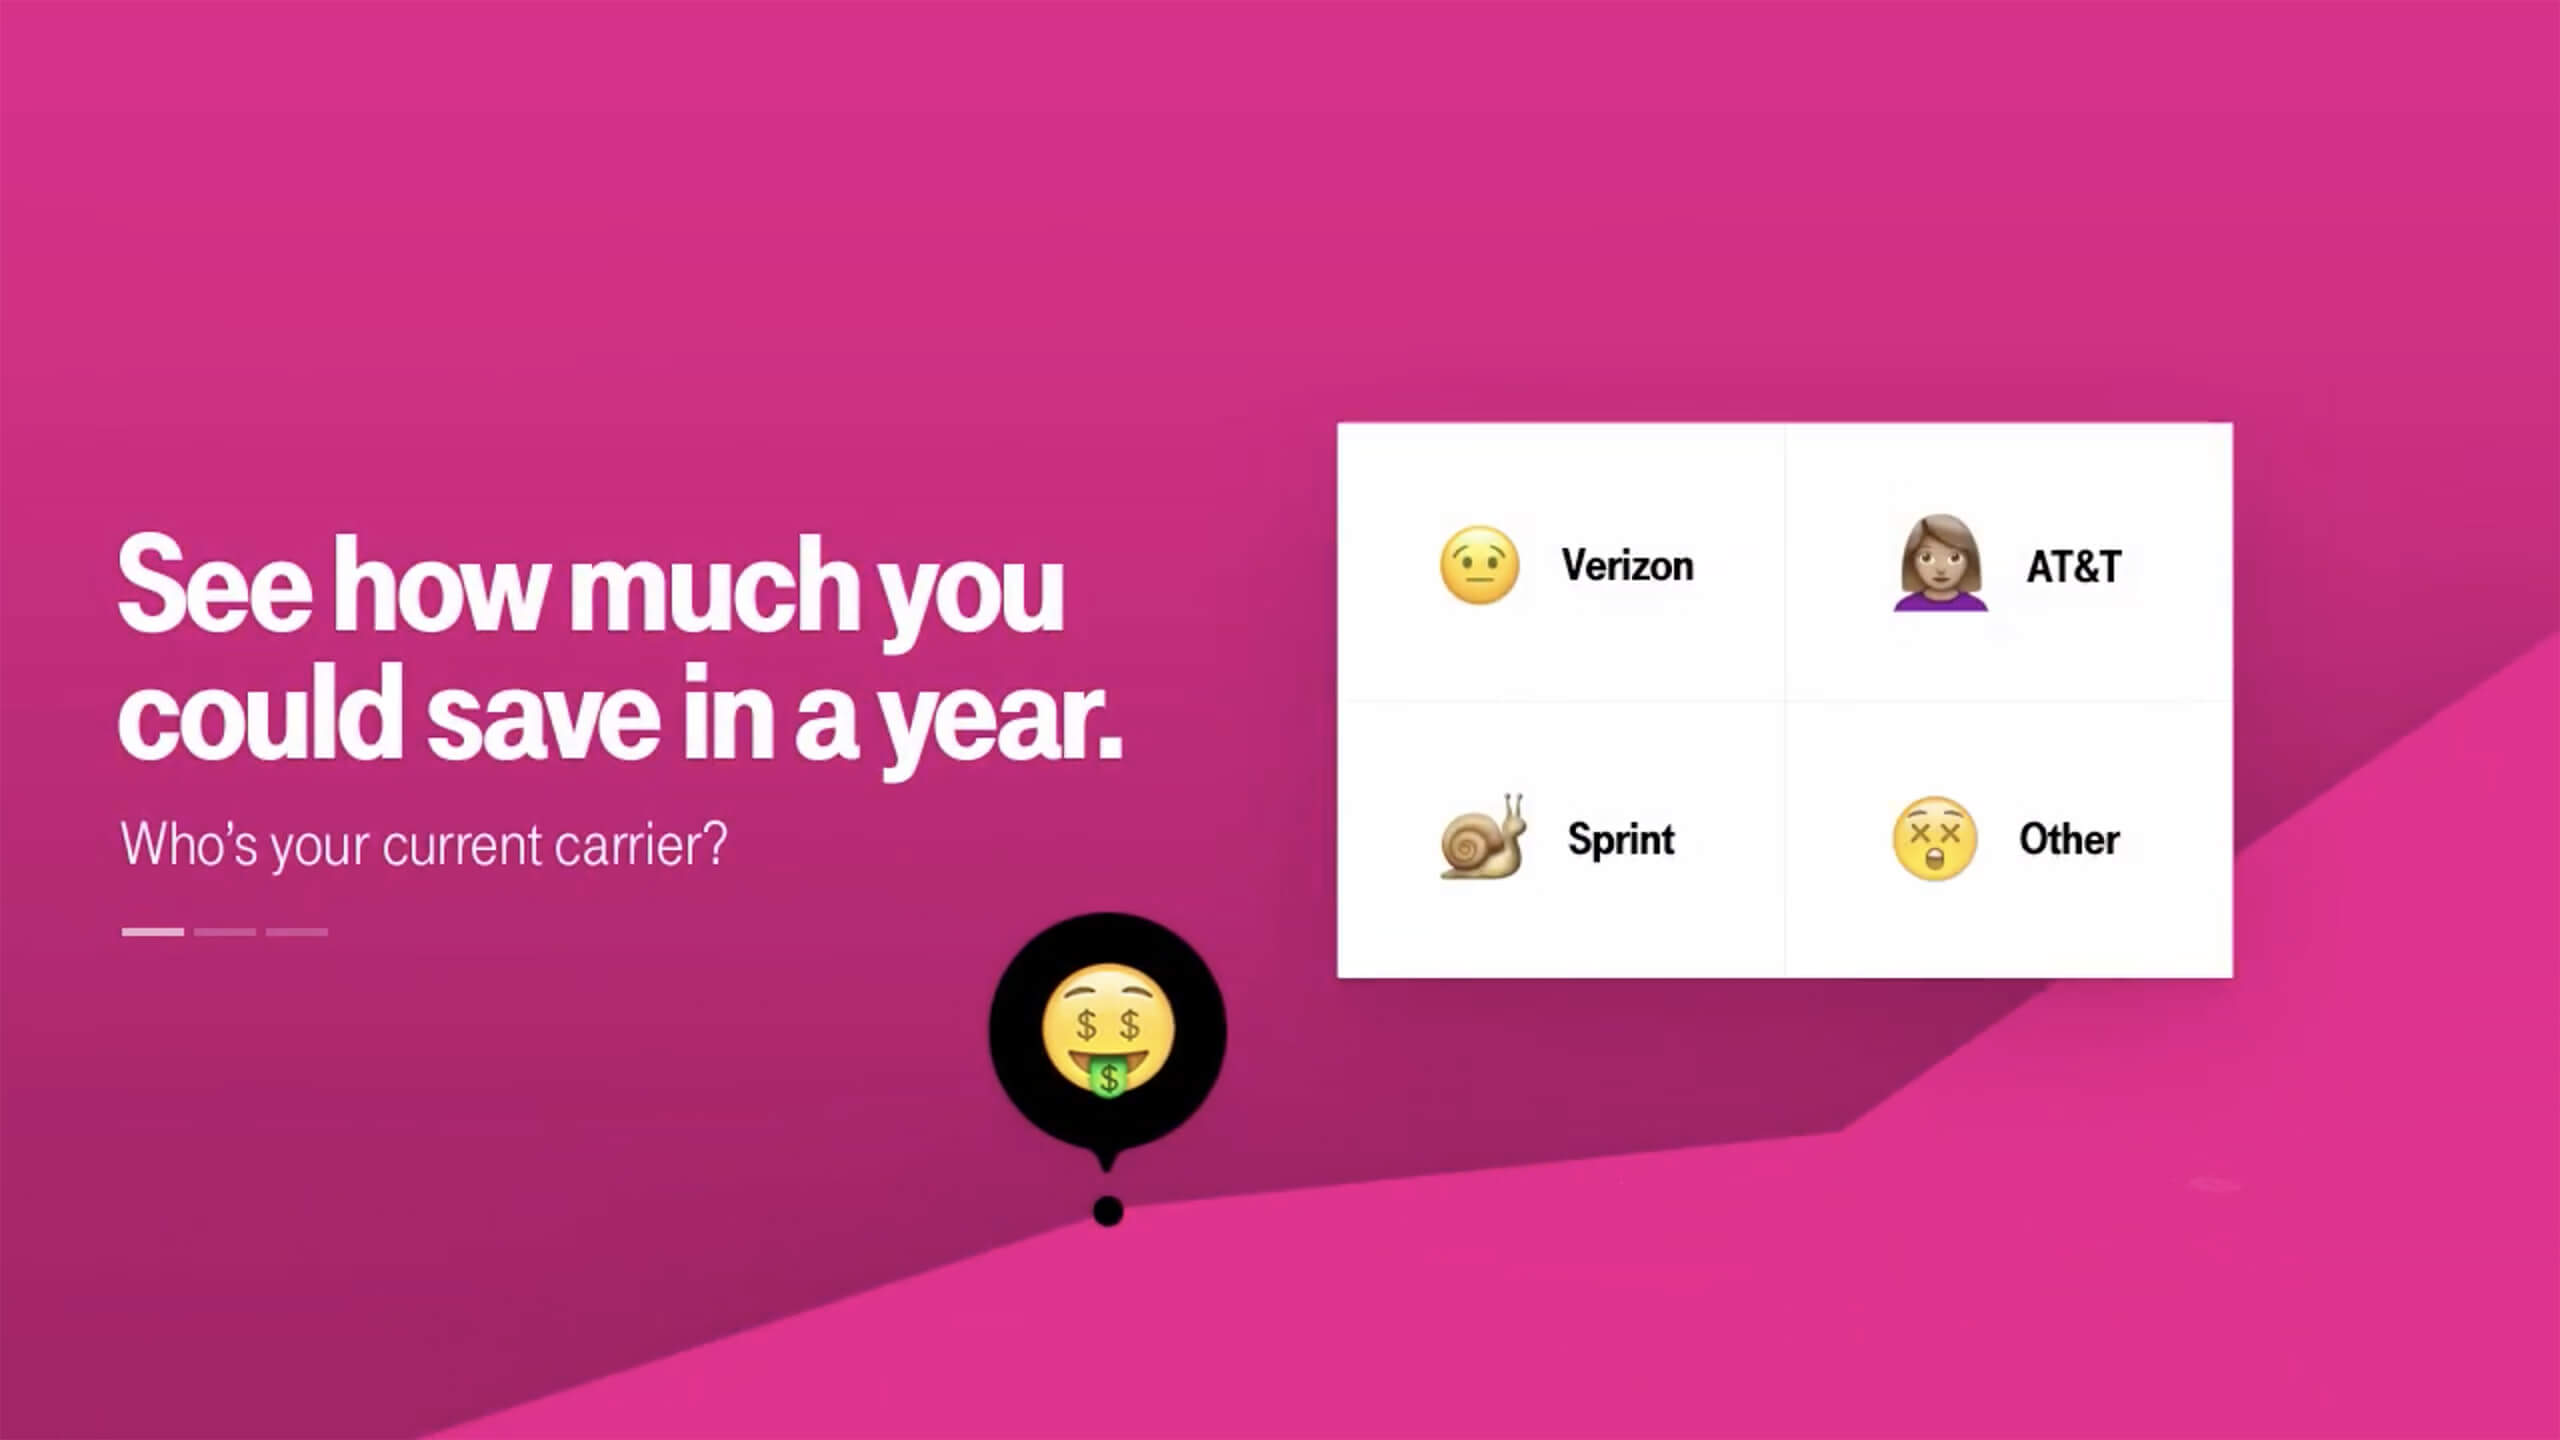 See how much you
could save in a year.
Who’s your current carrier?
Verizon
AT&T
Sprint
Other
$ $
$